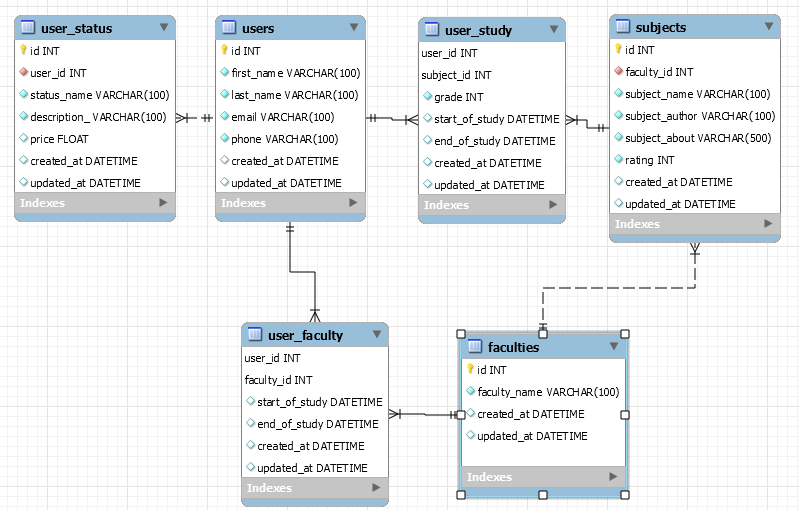 user_status
id INT
user_id INT
status_name VARCHAR(100)
description_ VARCHAR(100)
price FLOAT
created_at DATETIME
updated_at DATETIME
Indexes
users
id INT
first_name VARCHAR(100)
last_name VARCHAR(100)
email VARCHAR(100)
phone VARCHAR(100)
created_at DATETIME
updated_at DATETIME
Indexes
user_study
user_id INT
subject_id INT
grade INT
start_of_study DATETIME
end_of_study DATETIME
created_at DATETIME
updated_at DATETIME
Indexes
subjects
id INT
faculty_id INT
subject_name VARCHAR(100)
subject_author VARCHAR(100)
subject_about VARCHAR(500)
rating INT
created_at DATETIME
updated_at DATETIME
Indexes
user_faculty
user_id INT
faculty_id INT
start_of_study DATETIME
end_of_study DATETIME
created_at DATETIME
updated_at DATETIME
Indexes
faculties
id INT
faculty_name VARCHAR(100)
created_at DATETIME
updated_at DATETIME
Indexes